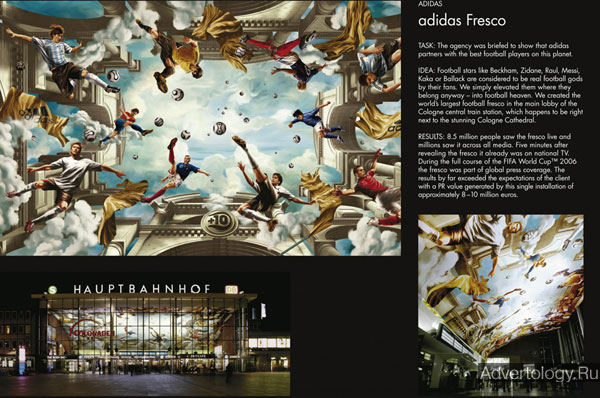 ADIDAS
adidas Fresco
TASK: The agency was briefed to show that adidas
partners with the best football players on this planet.
IDEA: Football stars like Beckham, Zidane, Raul, Messi,
Kaka or Ballack are considered to be real football gods
by their fans. We simply elevated them where they
belong anyway – into football heaven. We created the
world's largest football fresco in the main lobby of the
Cologne central train station, which happens to be right
next to the stunning Cologne Cathedral.
RESULTS: 8.5 million people saw the fresco live and
millions saw it across all media. Five minutes after
revealing the fresco it already was on national TV.
During the full course of the FIFA World Cup™ 2006
the fresco was part of global press coverage. The
results by far exceeded the expectations of the client
with a PR value generated by this single installation of
approximately 8–10 million euros.
+10
S HAUPTBAHNHOF DB
COLONADEN
Advertology.Ru